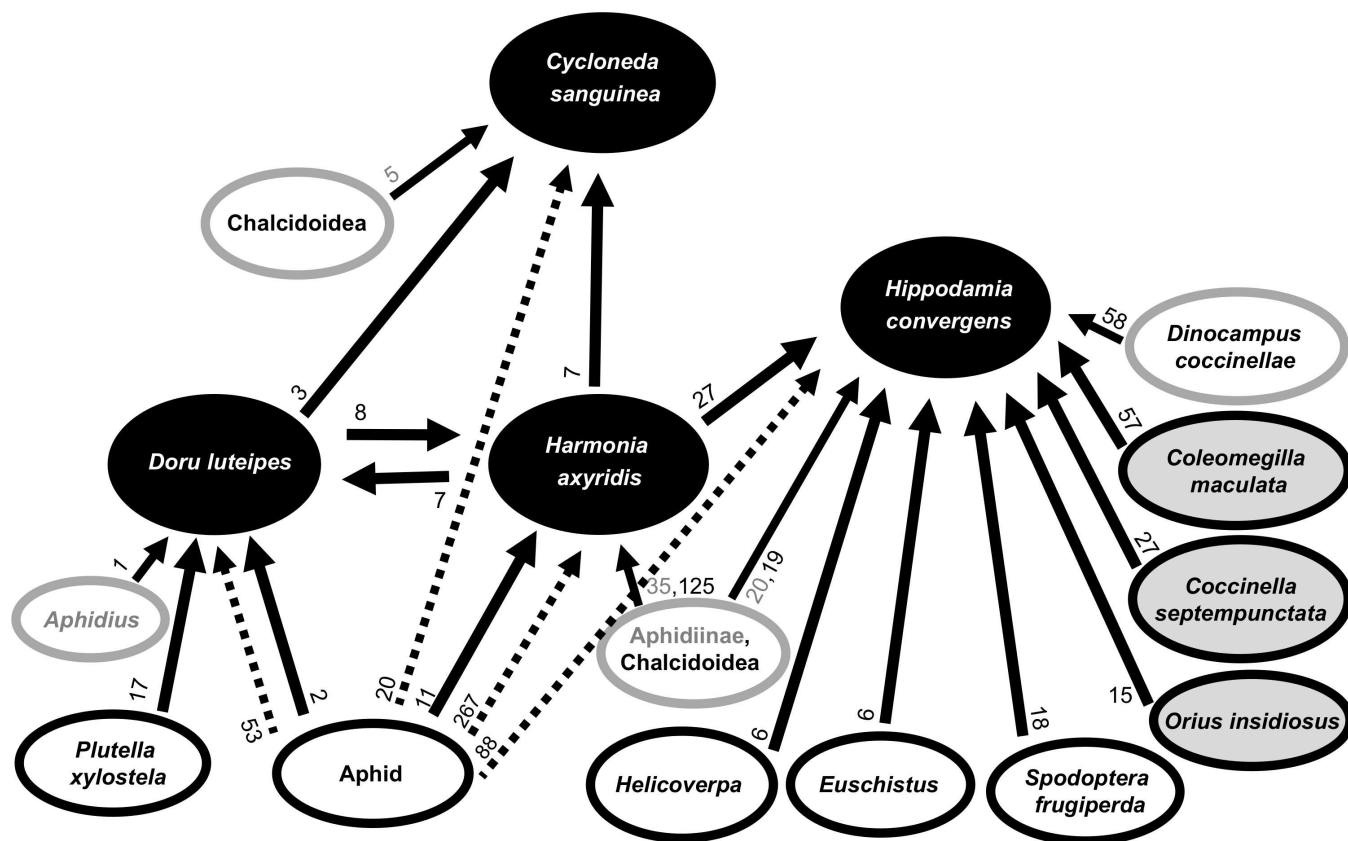 Cycloneda
sanguinea
5
Chalcidoidea
Hippodamia
convergens
58
Dinocampus
coccinellae
3
7
27
8
57
Doru luteipes
Harmonia
axyridis
Coleomegilla
maculata
7
27
1
35,125
20,19
Coccinella
septempunctata
Aphidius
Aphidiinae,
Chalcidoidea
17
53
2
20
11
267
88
15
Orius insidiosus
6
6
18
Plutella
xylostela
Aphid
Helicoverpa
Euschistus
Spodoptera
frugiperda